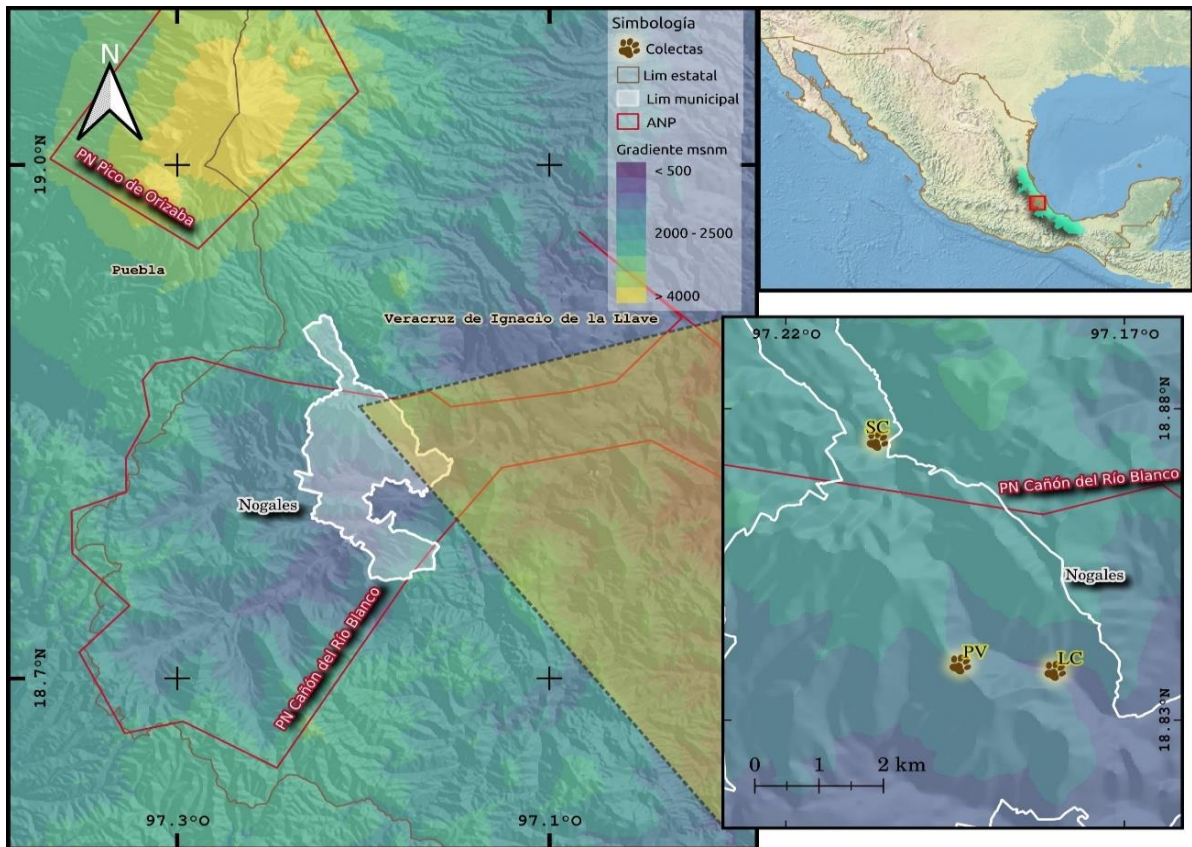 N
19.0°N
PN Pico de Orizaba
Puebla
Veracruz de Ignacio de la Llave
Nogales
PN Cañón del Río Blanco
18.7°N
97.3°O
97.1°O
Simbología
Colectas
Lim estatal
Lim municipal
ANP
Gradiente msnm
< 500
2000 - 2500
> 4000
97.22°O
97.17°O
18.88°N
SC
PN Cañón del Río Blanco
Nogales
PV
LC
18.83°N
0 1 2 km